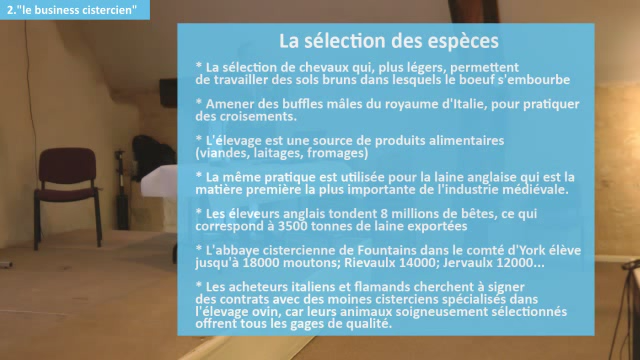 2."le business cistercien"
La sélection des espèces
* La sélection de chevaux qui, plus légers, permettent
de travailler des sols bruns dans lesquels le boeuf s'embourbe
* Amener des buffles mâles du royaume d'Italie, pour pratiquer
des croisements.
* L'élevage est une source de produits alimentaires
(viandes, laitages, fromages)
* La même pratique est utilisée pour la laine anglaise qui est la
matière première la plus importante de l'industrie médiévale.
* Les éleveurs anglais tondent 8 millions de bêtes, ce qui
correspond à 3500 tonnes de laine exportées
* L'abbaye cistercienne de Fountains dans le comté d'York élève
jusqu'à 18000 moutons; Rievaulx 14000; Jervaulx 12000...
* Les acheteurs italiens et flamands cherchent à signer
des contrats avec des moines cisterciens spécialisés dans
l'élevage ovin, car leurs animaux soigneusement sélectionnés
offrent tous les gages de qualité.